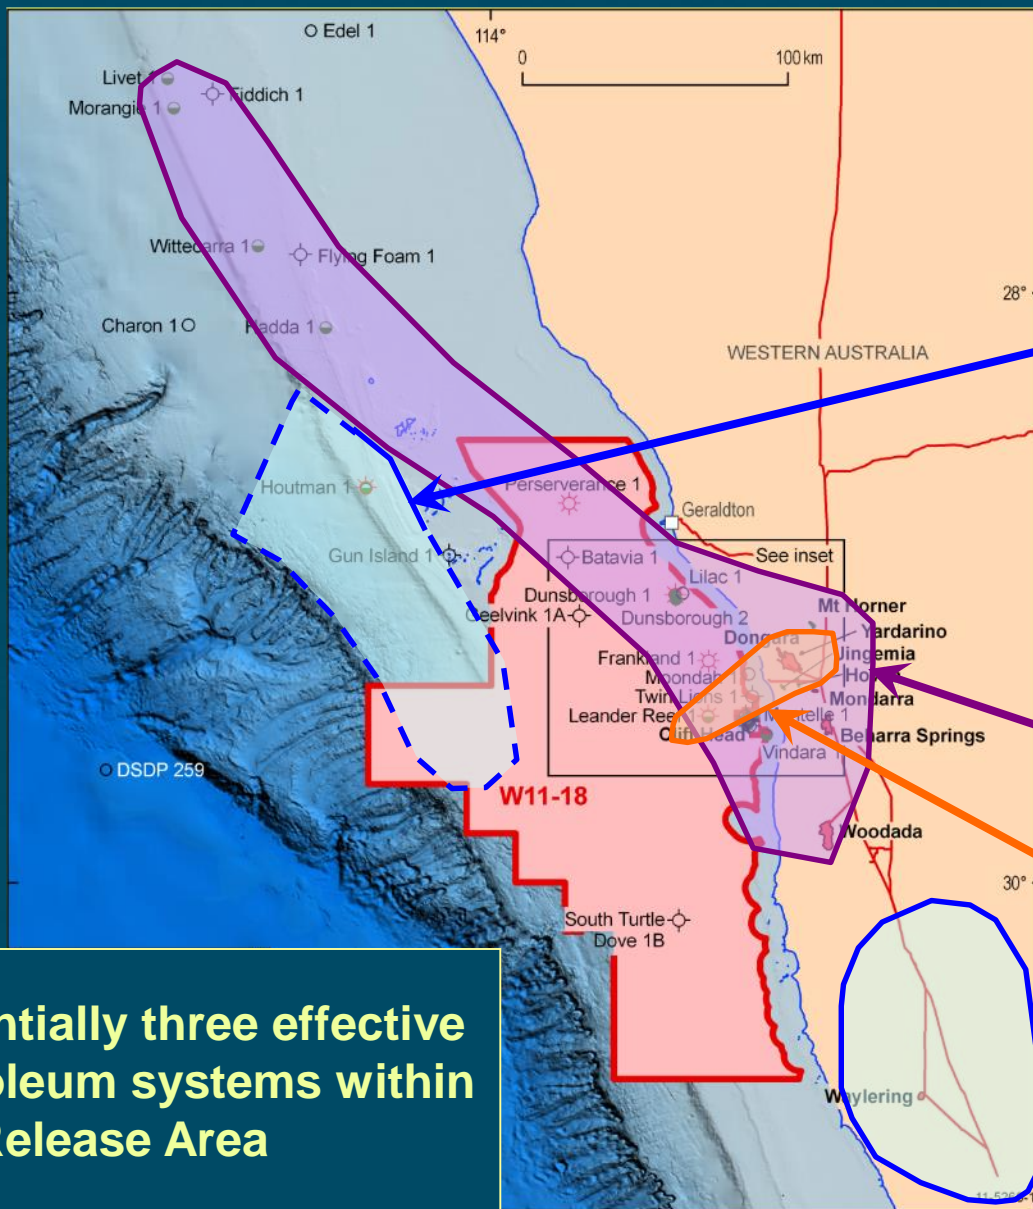 Edel 1
114°
0
100 km
Livet 1
Fiddich 1
Morangie 1
Wittecarra 1
Flying Foam 1
28°
Charon 1
Hadda 1
WESTERN AUSTRALIA
Houtman 1
Perserverance 1
Geraldton
Gun Island 1
Batavia 1
See inset
Lilac 1
Dunsborough 1
Mt Horner
Geelvink 1A
Dunsborough 2
Dongara
Yardarino
Jingemia
Frankland 1
Moondah 1
Twin Lions 1
Mondarra
Leander Reef 1
Cliff Head
Beharra Springs
Vindara 1
DSDP 259
W11-18
Woodada
30°
South Turtle
Dove 1B
ntially three effective
oleum systems within
Release Area
Waylering